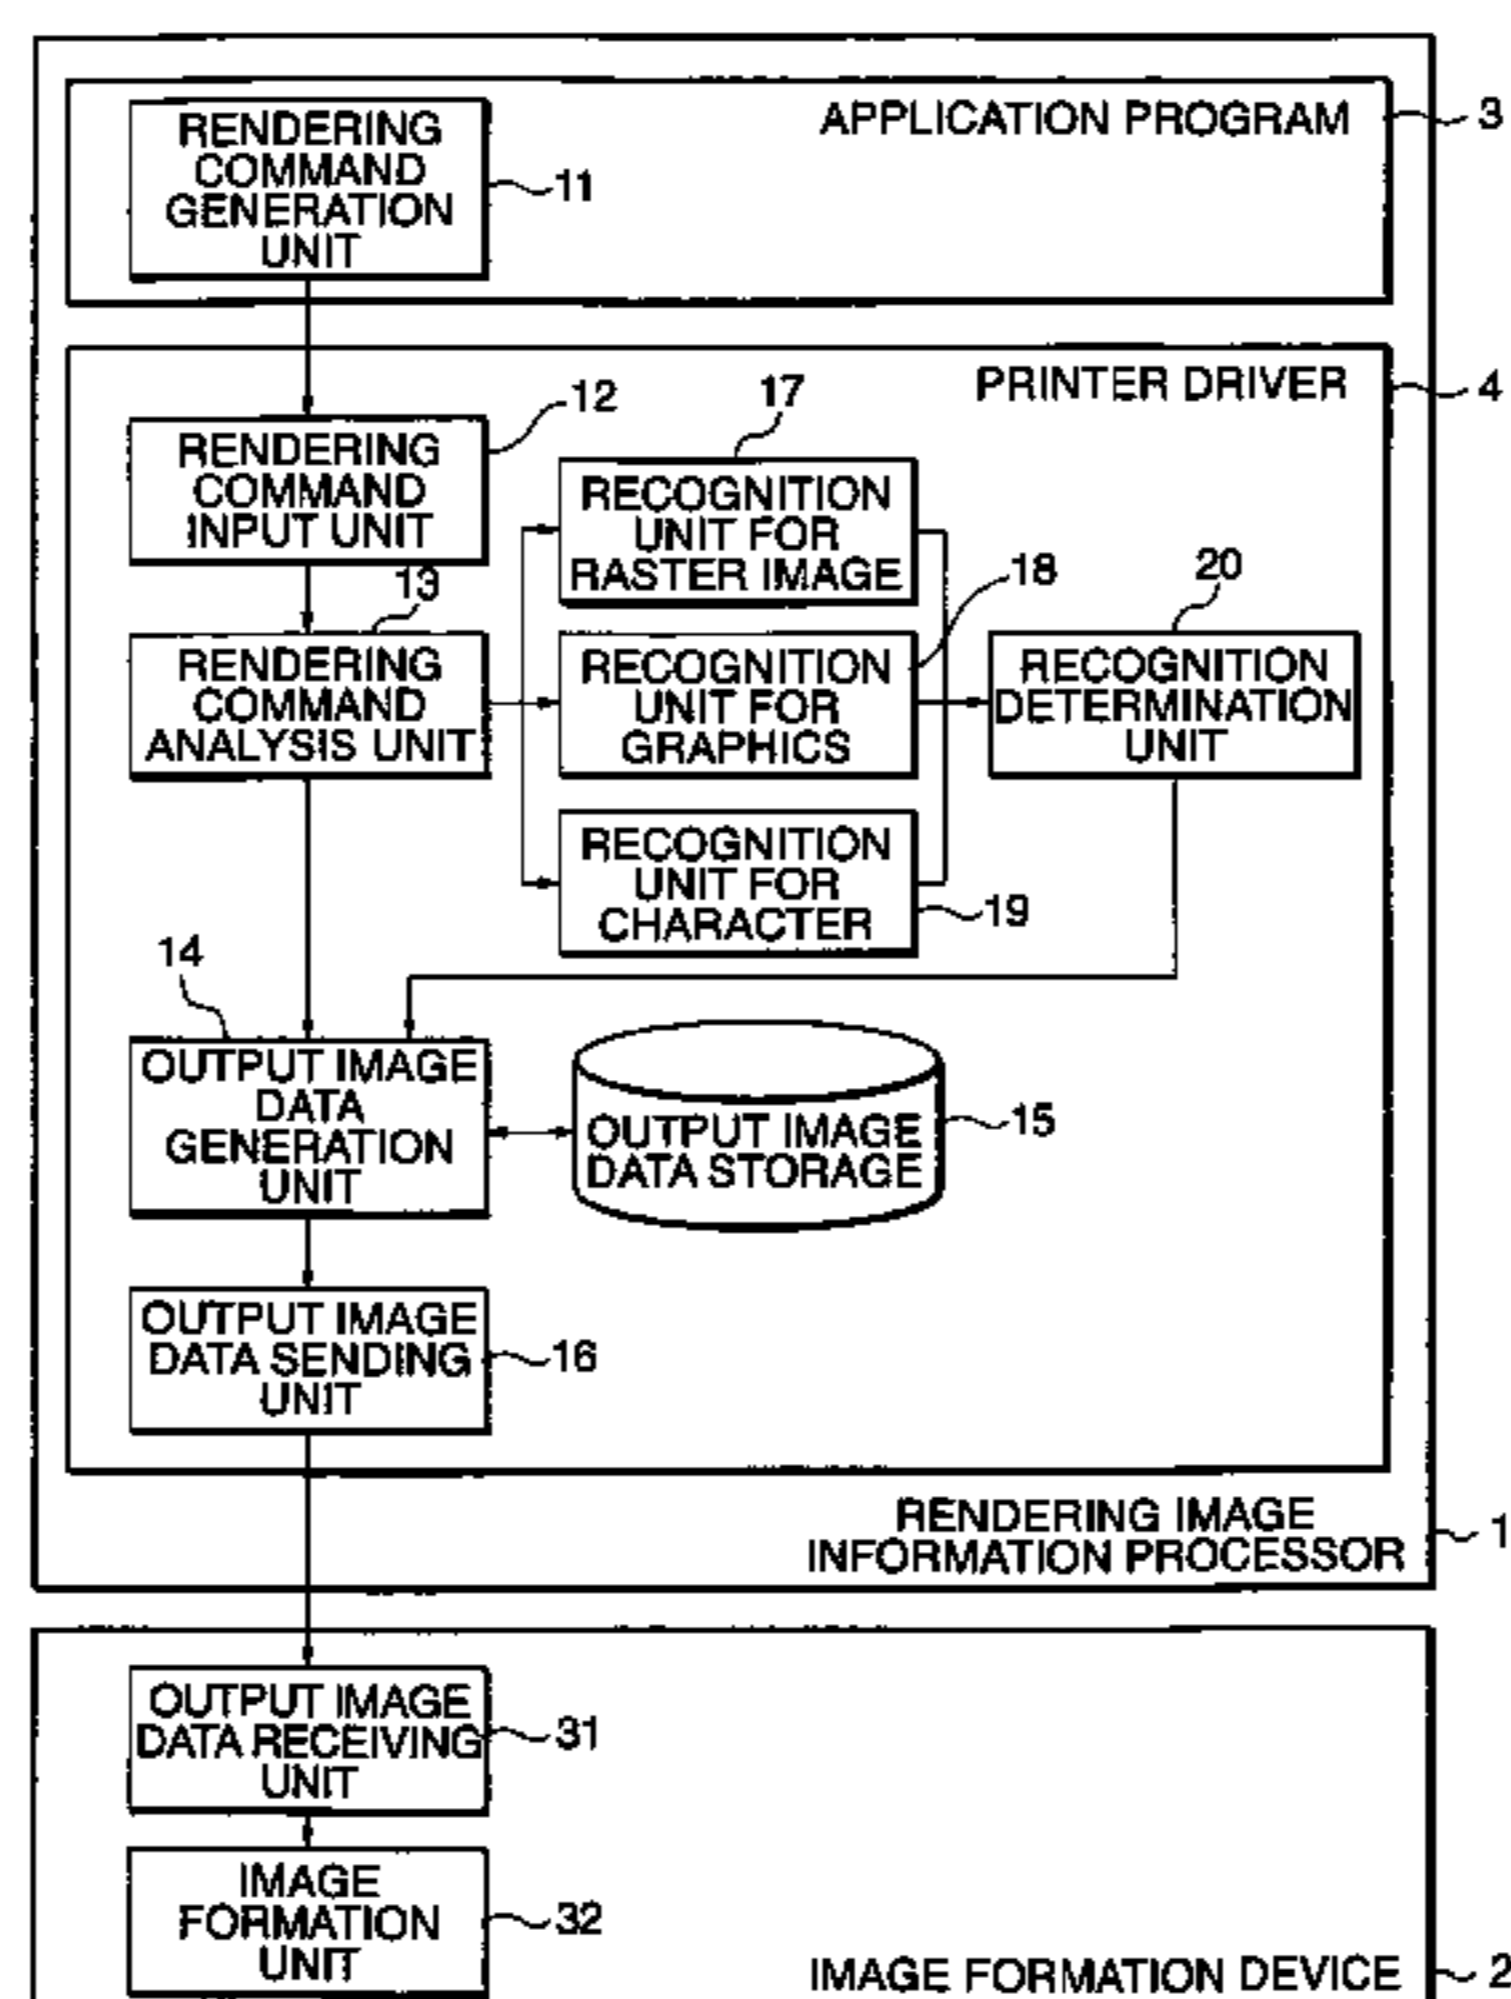 APPLICATION PROGRAM
3
RENDERING
COMMAND
GENERATION
UNIT
11
PRINTER DRIVER
4
RENDERING
COMMAND
INPUT UNIT
12
17
RECOGNITION
UNIT FOR
RASTER IMAGE
13
RENDERING
COMMAND
ANALYSIS UNIT
18
RECOGNITION
UNIT FOR
GRAPHICS
20
RECOGNITION
DETERMINATION
UNIT
RECOGNITION
UNIT FOR
CHARACTER
19
14
OUTPUT IMAGE
DATA
GENERATION
UNIT
OUTPUT IMAGE
DATA STORAGE
15
OUTPUT IMAGE
DATA SENDING
UNIT
16
RENDERING IMAGE
INFORMATION PROCESSOR
1
OUTPUT IMAGE
DATA RECEIVING
UNIT
31
IMAGE
FORMATION
UNIT
32
IMAGE FORMATION DEVICE
2